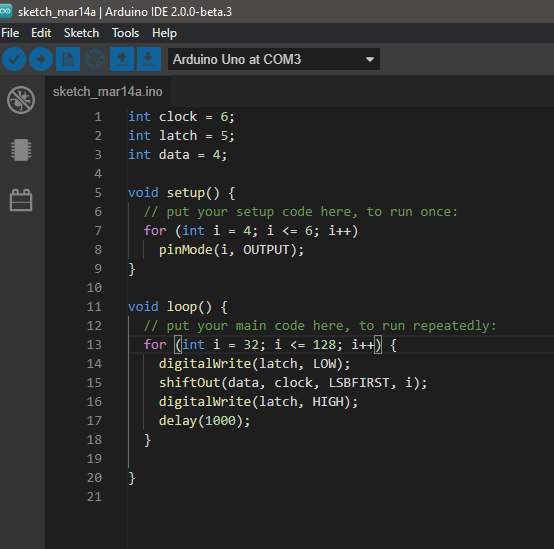 sketch_mar14a | Arduino IDE 2.0.0-beta.3
File Edit Sketch Tools Help
Arduino Uno at COM3
sketch_mar14a.ino
1 int clock = 6;
2 int latch = 5;
3 int data = 4;
4
5 void setup() {
6 // put your setup code here, to run once:
7 for (int i = 4; i <= 6; i++)
8 pinMode(i, OUTPUT);
9 }
10
11 void loop() {
12 // put your main code here, to run repeatedly:
13 for (int i = 32; i <= 128; i++) {
14 digitalWrite(latch, LOW);
15 shiftOut(data, clock, LSBFIRST, i);
16 digitalWrite(latch, HIGH);
17 delay(1000);
18 }
19
20 }
21